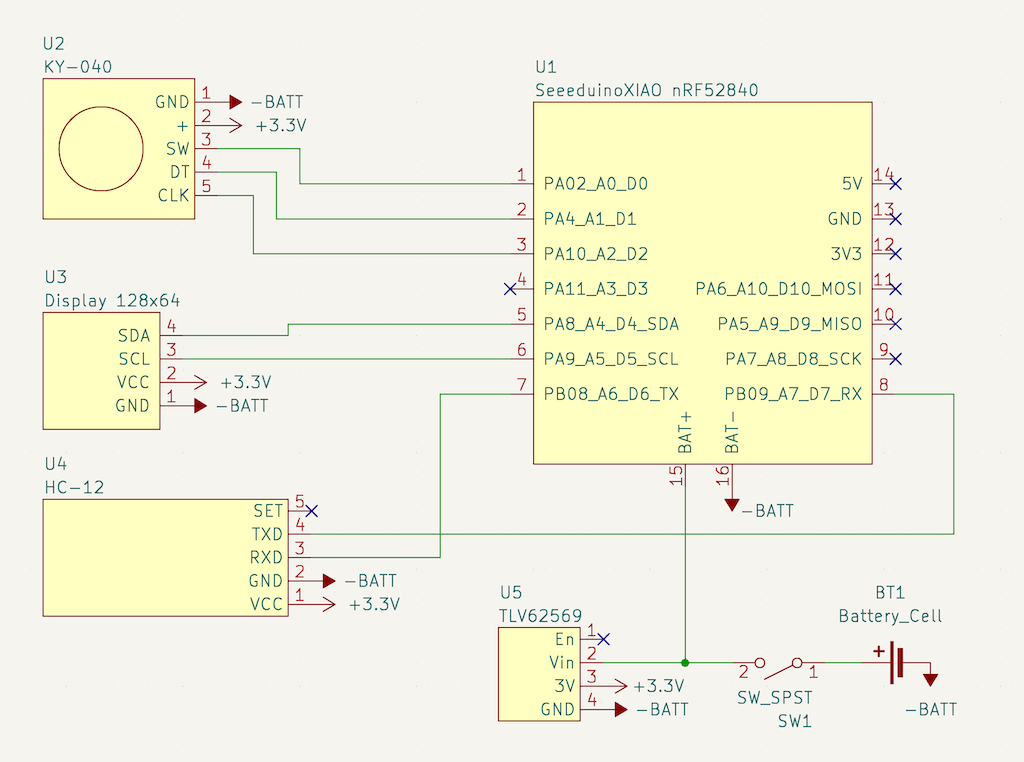 U2
KY-040
GND 1 -BATT
+ 2 +3.3V
SW 3
DT 4
CLK 5
U1
SeeeduinoXIAO nRF52840
1 PA02_A0_D0
2 PA4_A1_D1
3 PA10_A2_D2
4 PA11_A3_D3
5 PA8_A4_D4_SDA
6 PA9_A5_D5_SCL
7 PB08_A6_D6_TX
5V 14
GND 13
3V3 12
PA6_A10_D10_MOSI 11
PA5_A9_D9_MISO 10
PA7_A8_D8_SCK 9
PB09_A7_D7_RX 8
BAT+ 15
BAT- 16
-BATT
U3
Display 128x64
SDA 4
SCL 3
VCC 2 +3.3V
GND 1 -BATT
U4
HC-12
SET 5
TXD 4
RXD 3
GND 2 -BATT
VCC 1 +3.3V
U5
TLV62569
En 1
Vin 2
3V 3 +3.3V
GND 4 -BATT
2 1
SW_SPST
SW1
BT1
Battery_Cell
+
-BATT